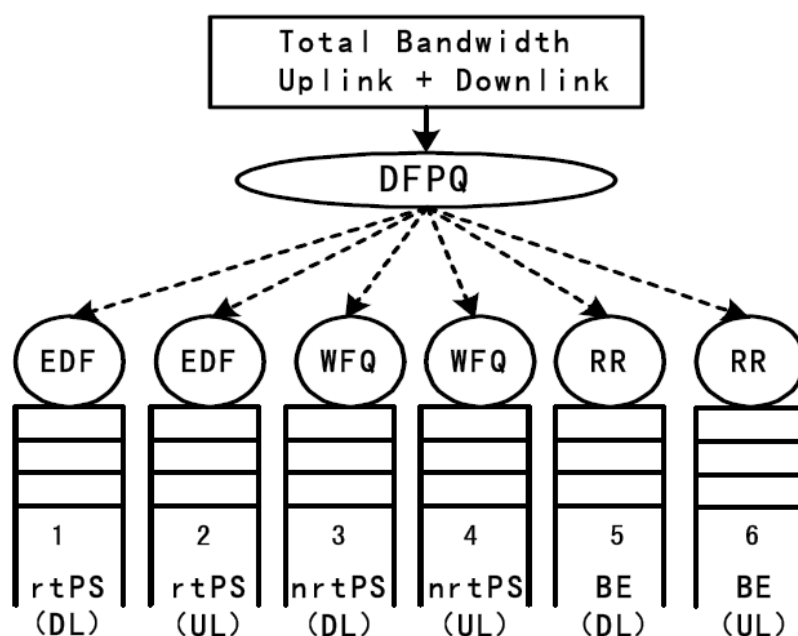 Total Bandwidth
Uplink + Downlink
DFPQ
EDF EDF WFQ WFQ RR RR
1 2 3 4 5 6
rtPS rtPS nrtPS nrtPS BE BE
(DL) (UL) (DL) (UL) (DL) (UL)